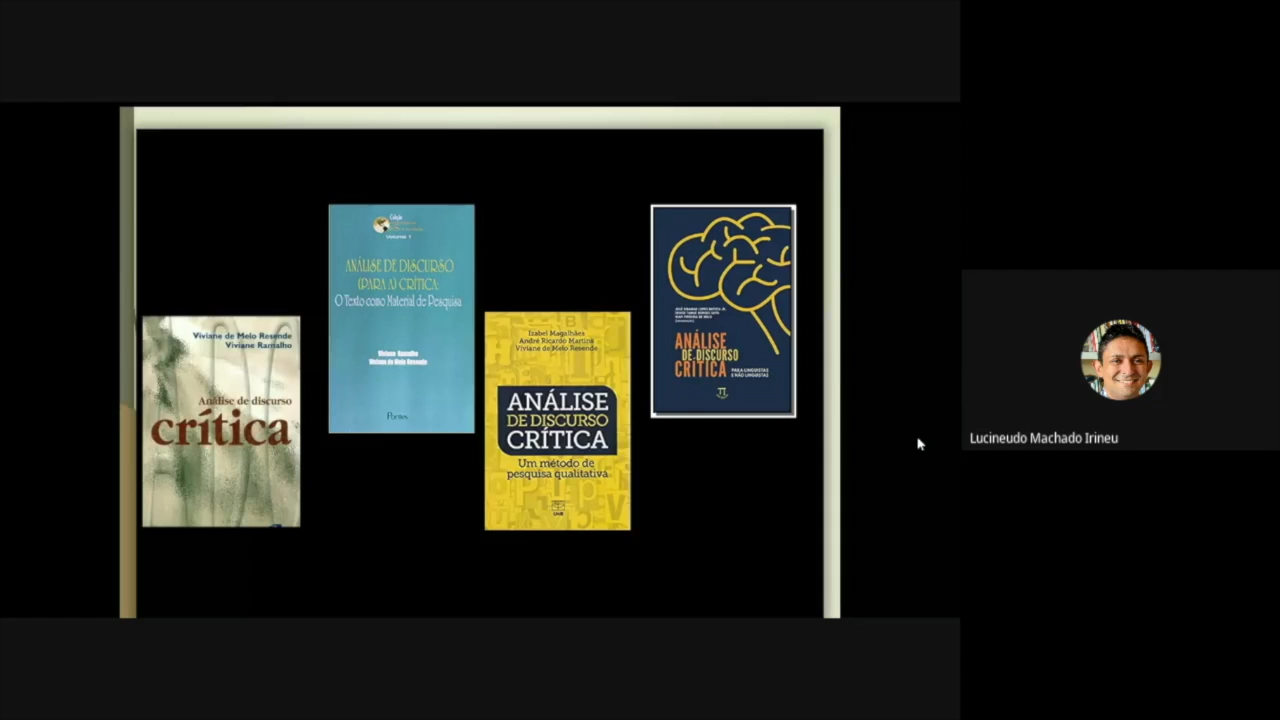 Viviane de Melo Resende
Viviane Ramalho
Análise de discurso
crítica
Coleção
Volume 1
ANÁLISE DE DISCURSO
(PARA A) CRÍTICA:
O Texto como Material de Pesquisa
Viviane Ramalho
Viviane de Melo Resende
Pontes
Izabel Magalhães
André Ricardo Martins
Viviane de Melo Resende
ANÁLISE
DE DISCURSO
CRÍTICA
Um método de
pesquisa qualitativa
UnB
ANÁLISE
DE DISCURSO
CRÍTICA
PARA LINGUISTAS
E NÃO LINGUISTAS
Lucineudo Machado Irineu